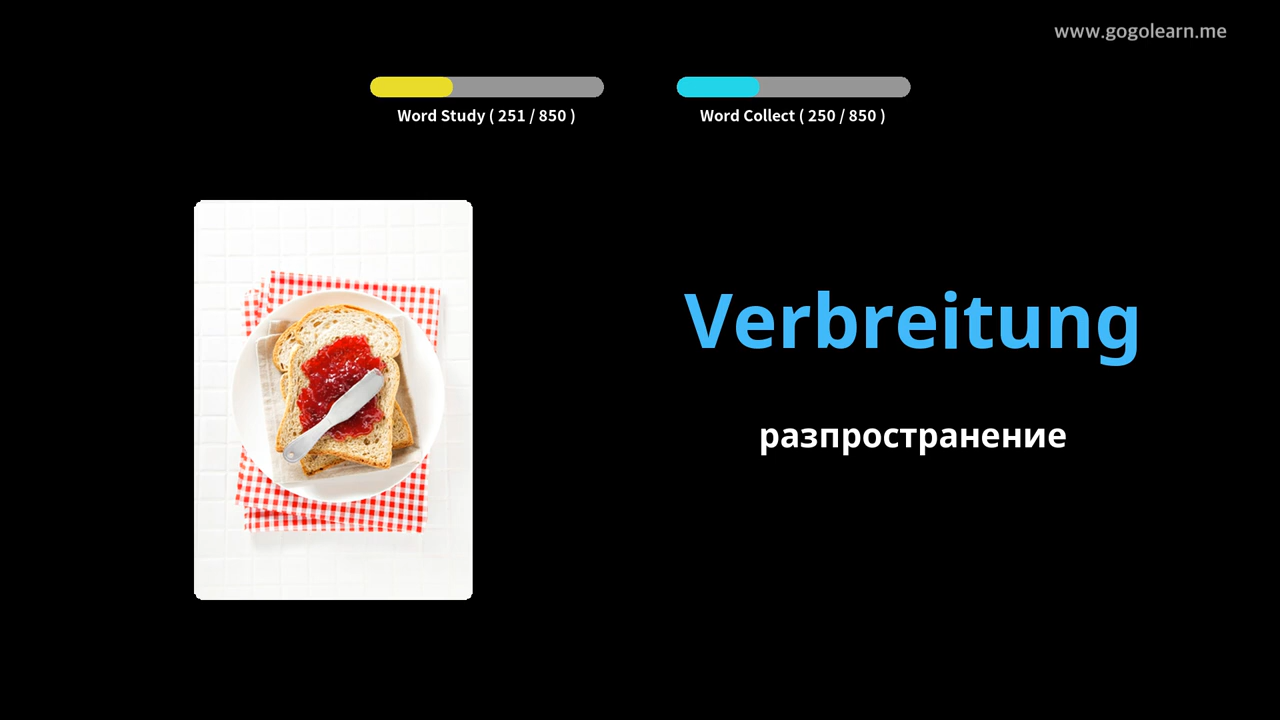 www.gogolearn.me
Word Study ( 251 / 850 )
Word Collect ( 250 / 850 )
Verbreitung
разпространение